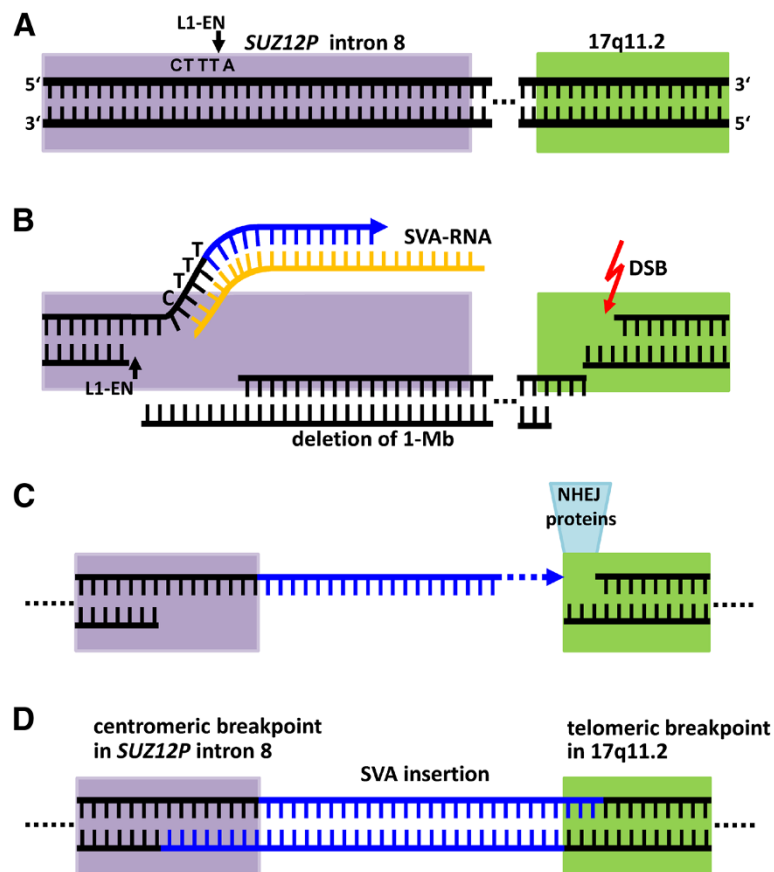 A
L1-EN
SUZ12P intron 8
17q11.2
CTTTA
5‘
3‘
3‘
5‘
B
SVA-RNA
DSB
T
T
T
C
L1-EN
deletion of 1-Mb
C
NHEJ
proteins
D
centromeric breakpoint
in SUZ12P intron 8
telomeric breakpoint
in 17q11.2
SVA insertion